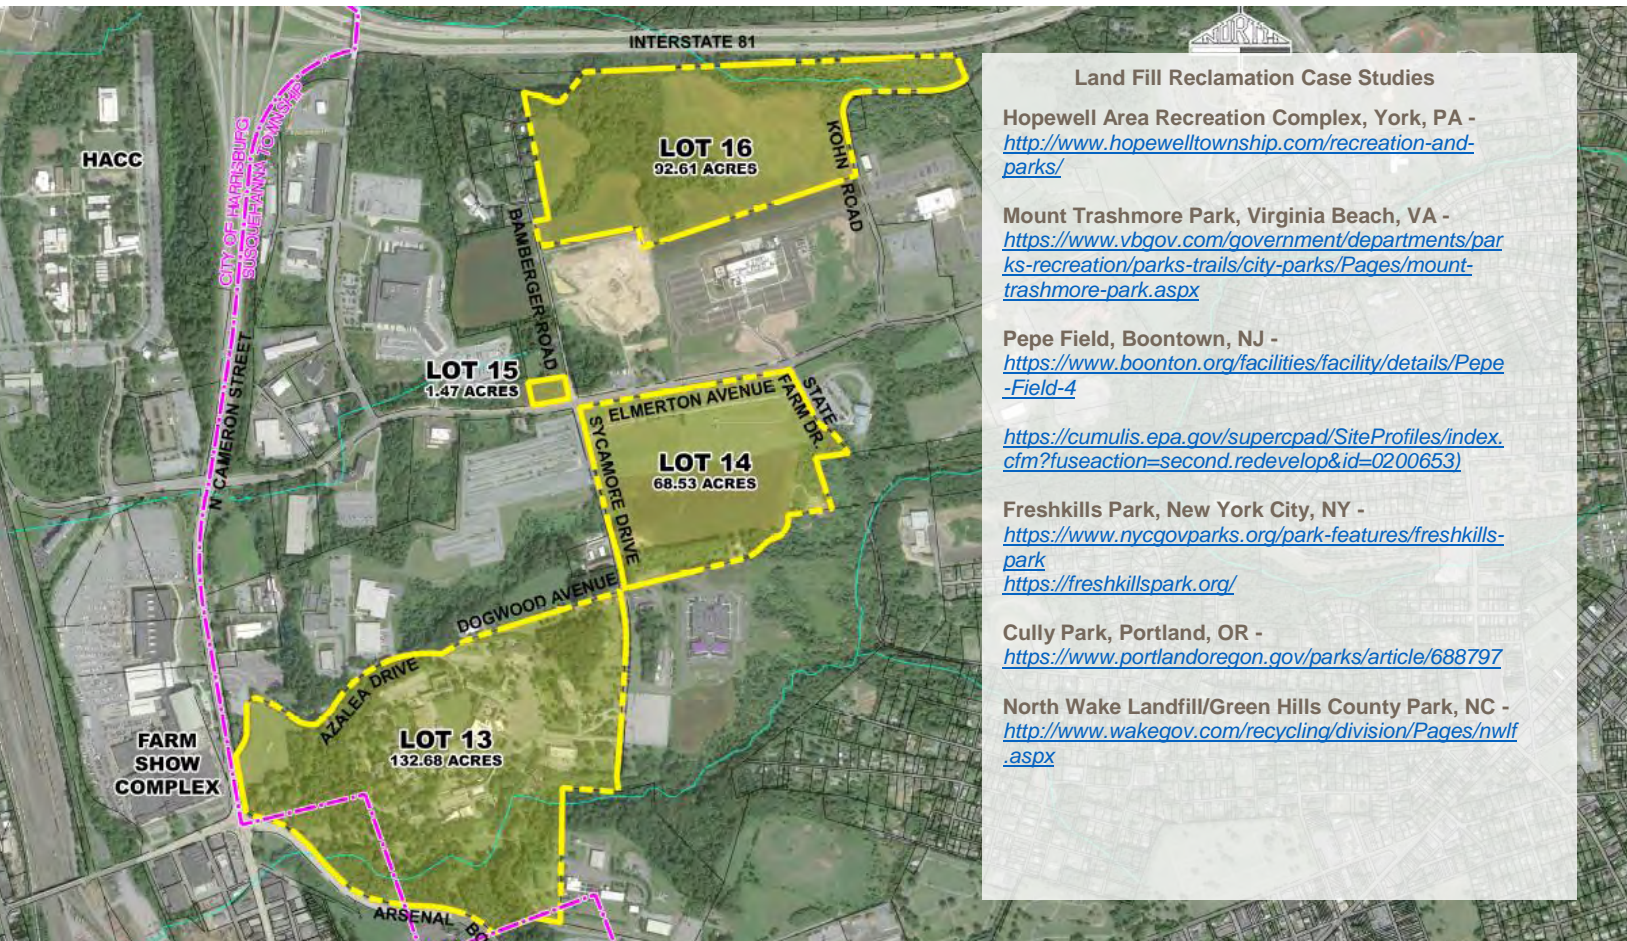 INTERSTATE 81
NORTH
HACC
CITY OF HARRISBURG
SUSQUEHANNA TOWNSHIP
LOT 16
92.61 ACRES
KOHN ROAD
BAMBERGER ROAD
N CAMERON STREET
LOT 15
1.47 ACRES
ELMERTON AVENUE
STATE
FARM DR.
SYCAMORE DRIVE
LOT 14
68.53 ACRES
DOGWOOD AVENUE
AZALEA DRIVE
LOT 13
132.68 ACRES
FARM
SHOW
COMPLEX
ARSENAL BO
Land Fill Reclamation Case Studies
Hopewell Area Recreation Complex, York, PA -
http://www.hopewelltownship.com/recreation-and-
parks/
Mount Trashmore Park, Virginia Beach, VA -
https://www.vbgov.com/government/departments/par
ks-recreation/parks-trails/city-parks/Pages/mount-
trashmore-park.aspx
Pepe Field, Boontown, NJ -
https://www.boonton.org/facilities/facility/details/Pepe
-Field-4
https://cumulis.epa.gov/supercpad/SiteProfiles/index.
cfm?fuseaction=second.redevelop&id=0200653)
Freshkills Park, New York City, NY -
https://www.nycgovparks.org/park-features/freshkills-
park
https://freshkillspark.org/
Cully Park, Portland, OR -
https://www.portlandoregon.gov/parks/article/688797
North Wake Landfill/Green Hills County Park, NC -
http://www.wakegov.com/recycling/division/Pages/nwlf
.aspx